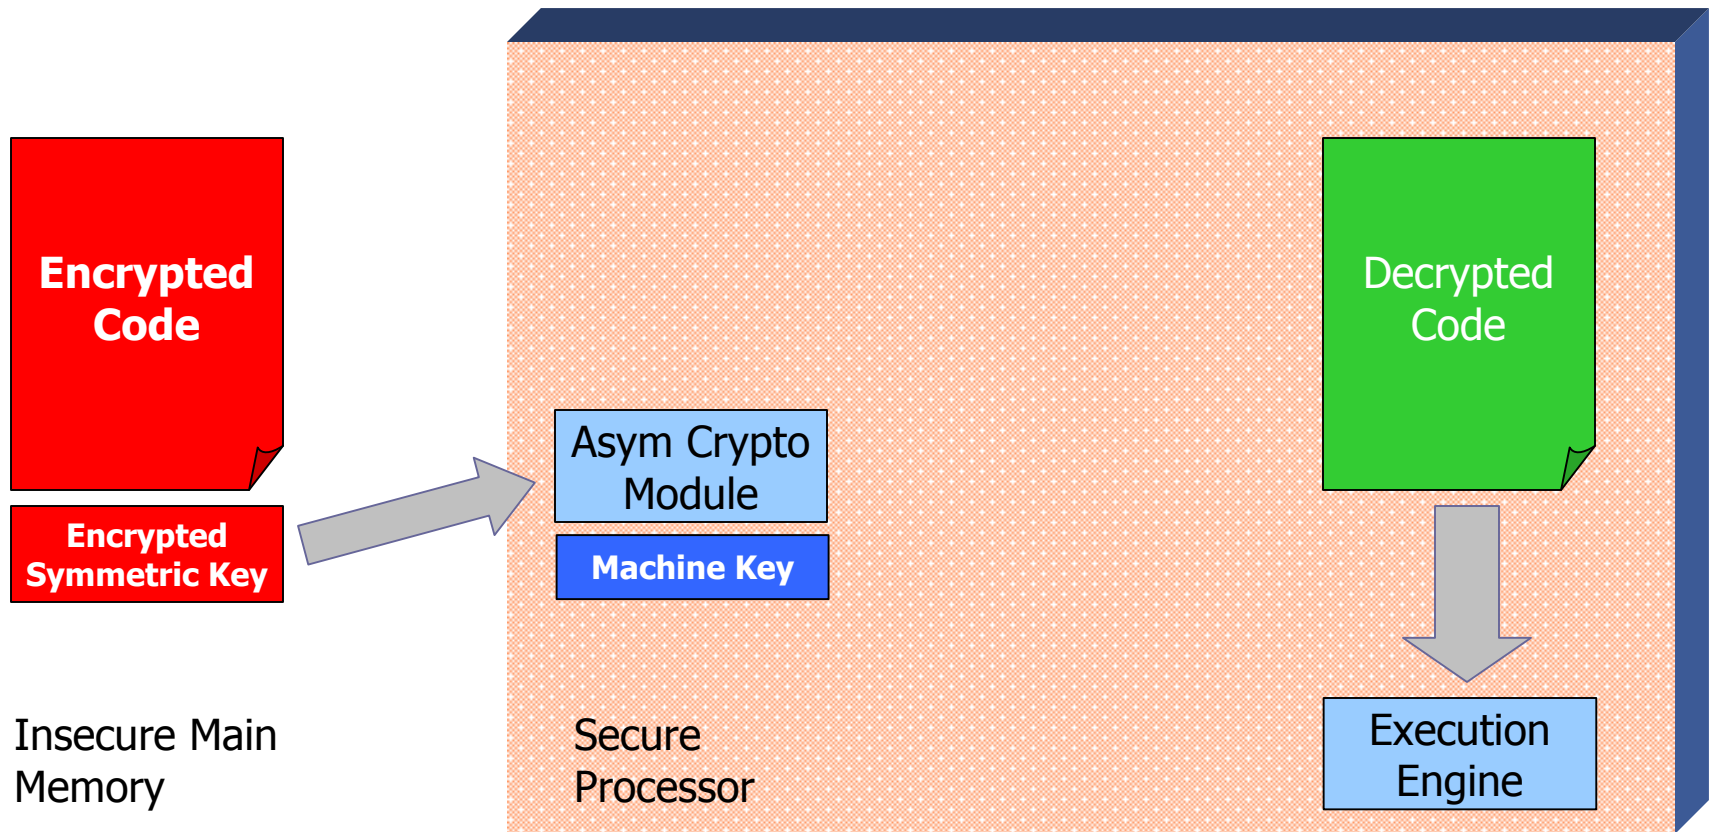 Encrypted
Code
Encrypted
Symmetric Key
Insecure Main
Memory
Asym Crypto
Module
Machine Key
Secure
Processor
Decrypted
Code
Execution
Engine